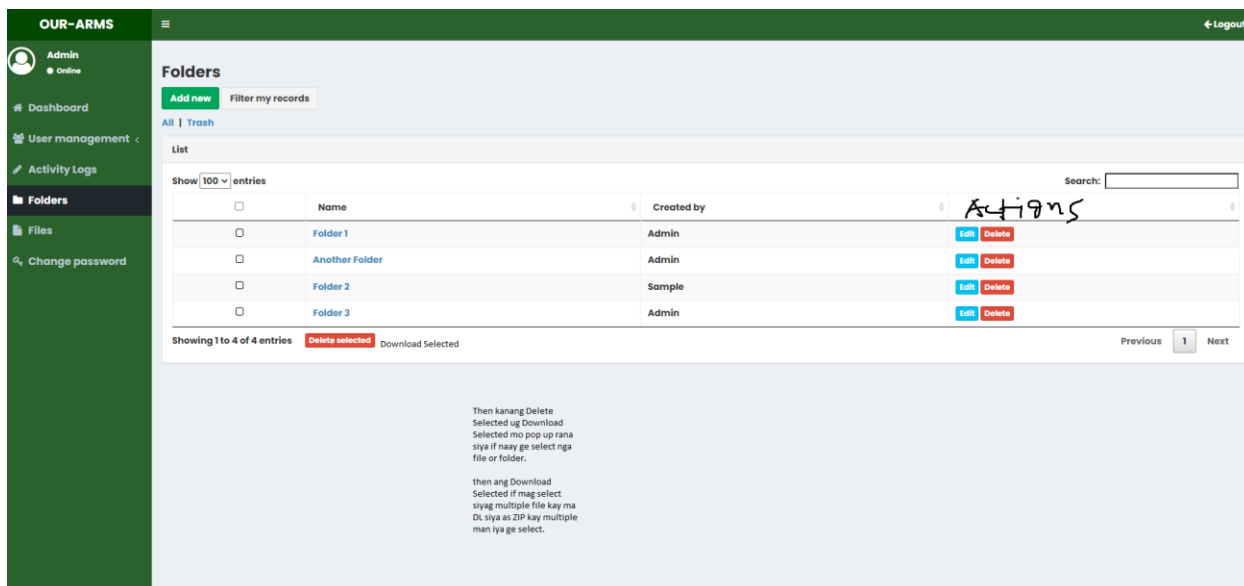 OUR-ARMS
Logout
Admin
Online
Folders
Add new Filter my records
Dashboard
All | Trash
User management
List
Activity Logs
Show 100 entries Search:
Folders
Name Created by Actions
Files
Folder 1 Admin Edit Delete
Change password
Another Folder Admin Edit Delete
Folder 2 Sample Edit Delete
Folder 3 Admin Edit Delete
Showing 1 to 4 of 4 entries Delete selected Download Selected Previous 1 Next
Then kanang Delete
Selected ug Download
Selected mo pop up rana
siya if naay ge select nga
file or folder.
then ang Download
Selected if mag select
siyag multiple file kay ma
DL siya as ZIP kay multiple
man iya ge select.